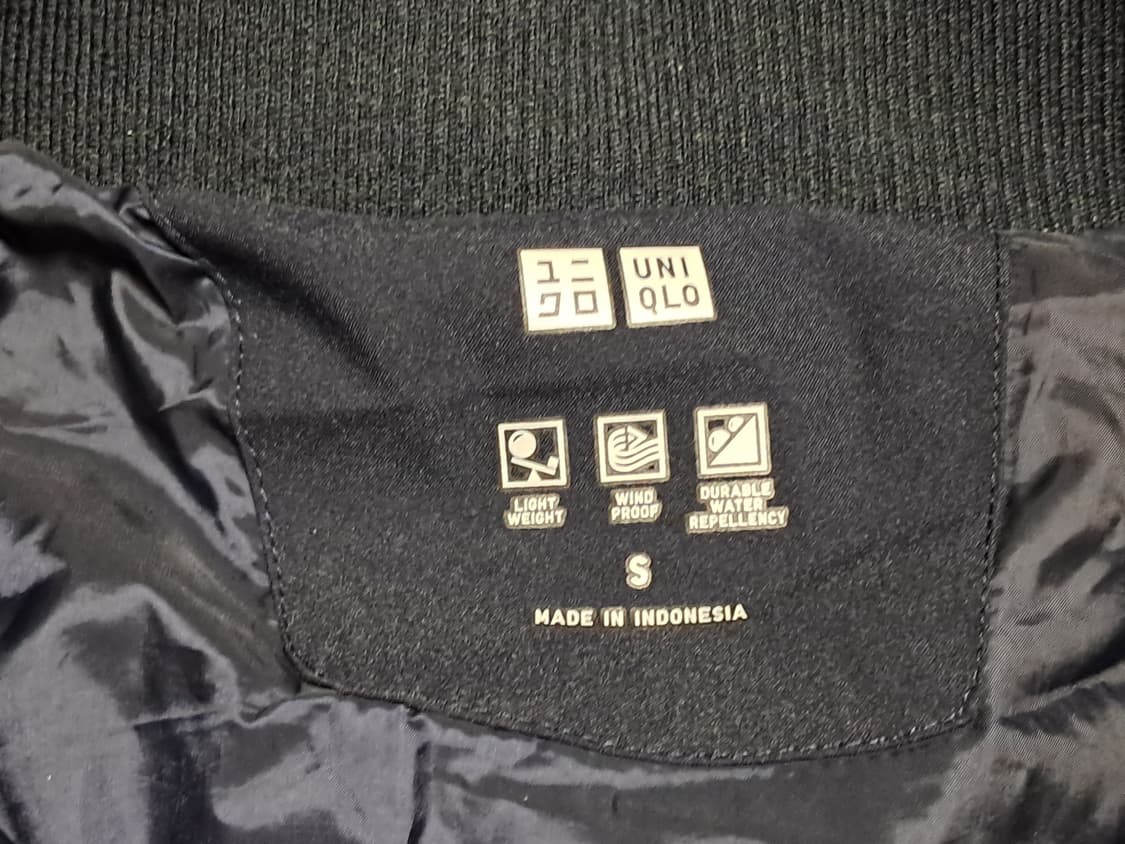 ユニ
クロ
UNI
QLO
LIGHT
WEIGHT
WIND
PROOF
DURABLE
WATER
REPELLENCY
S
MADE IN INDONESIA